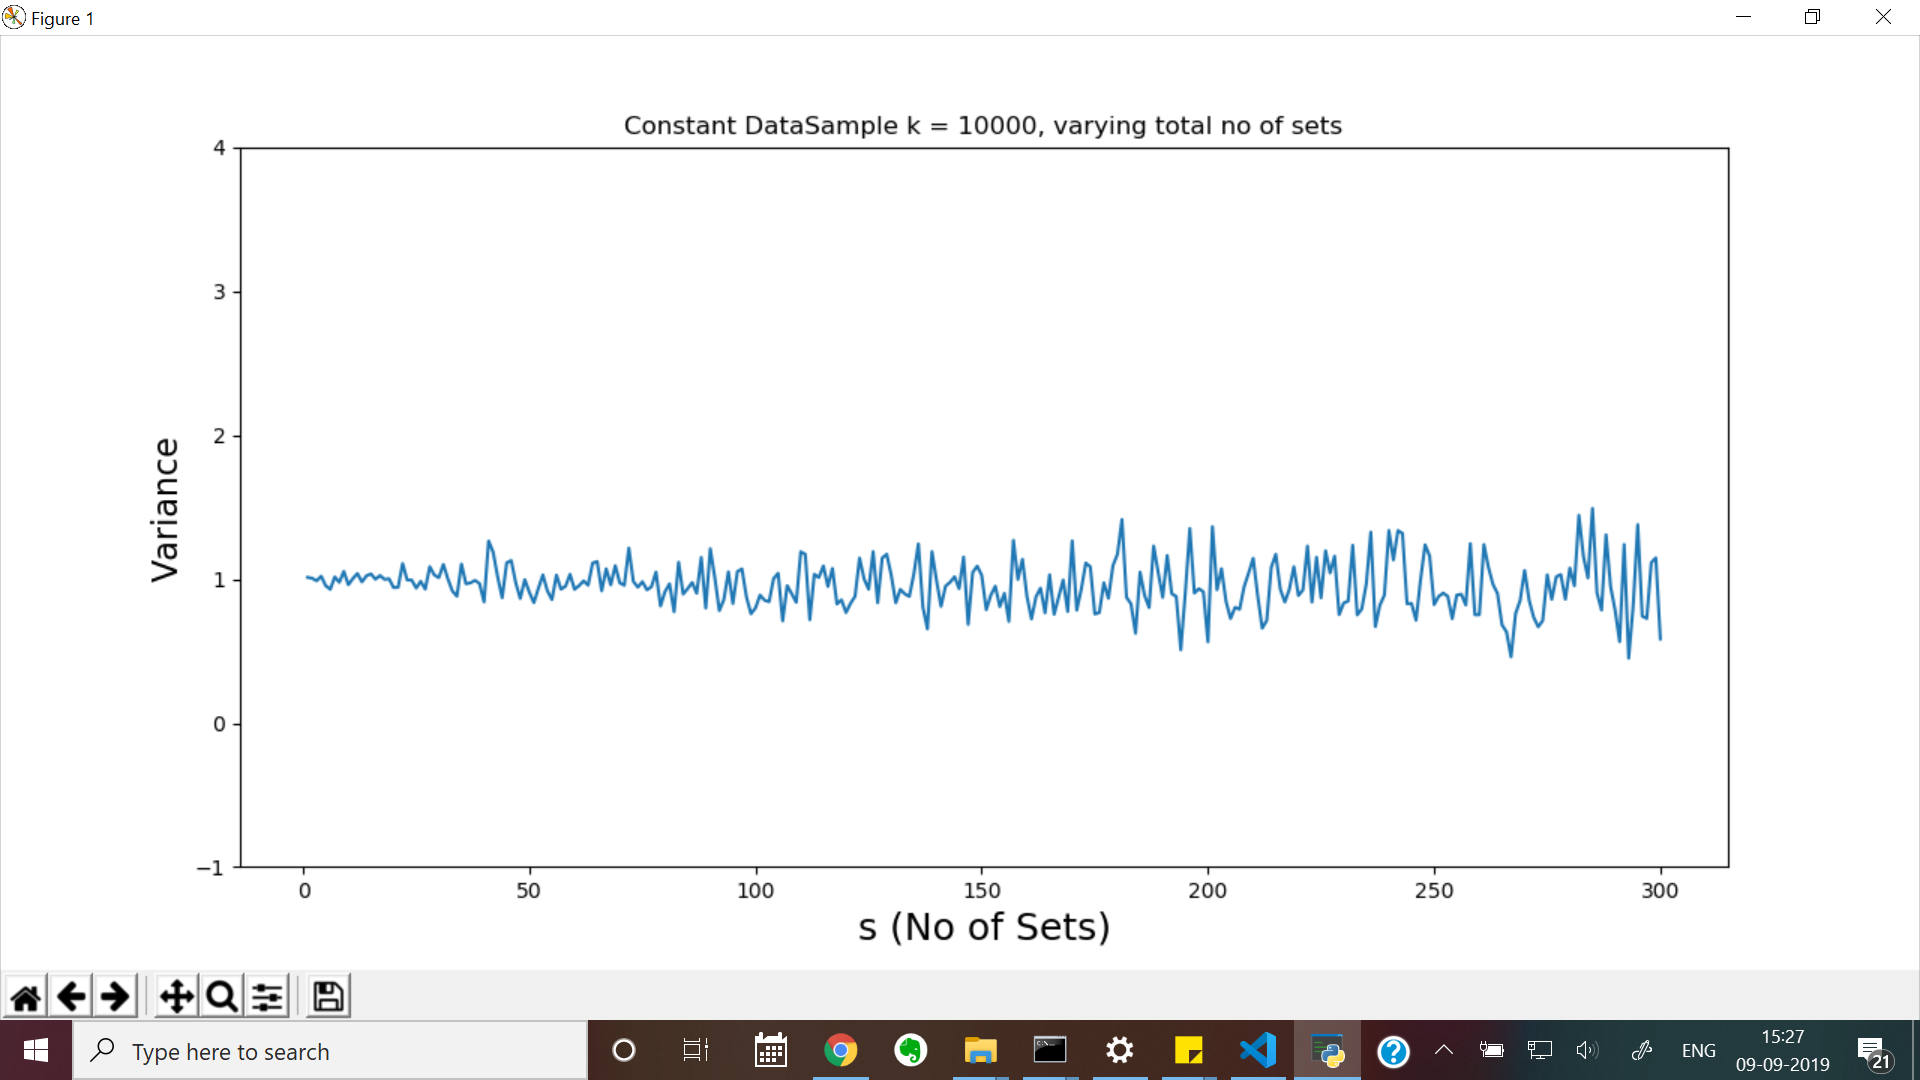 Figure 1
Constant DataSample k = 10000, varying total no of sets
4
3
2
1
0
−1
Variance
0 50 100 150 200 250 300
s (No of Sets)
Type here to search
ENG
15:27
09-09-2019
21